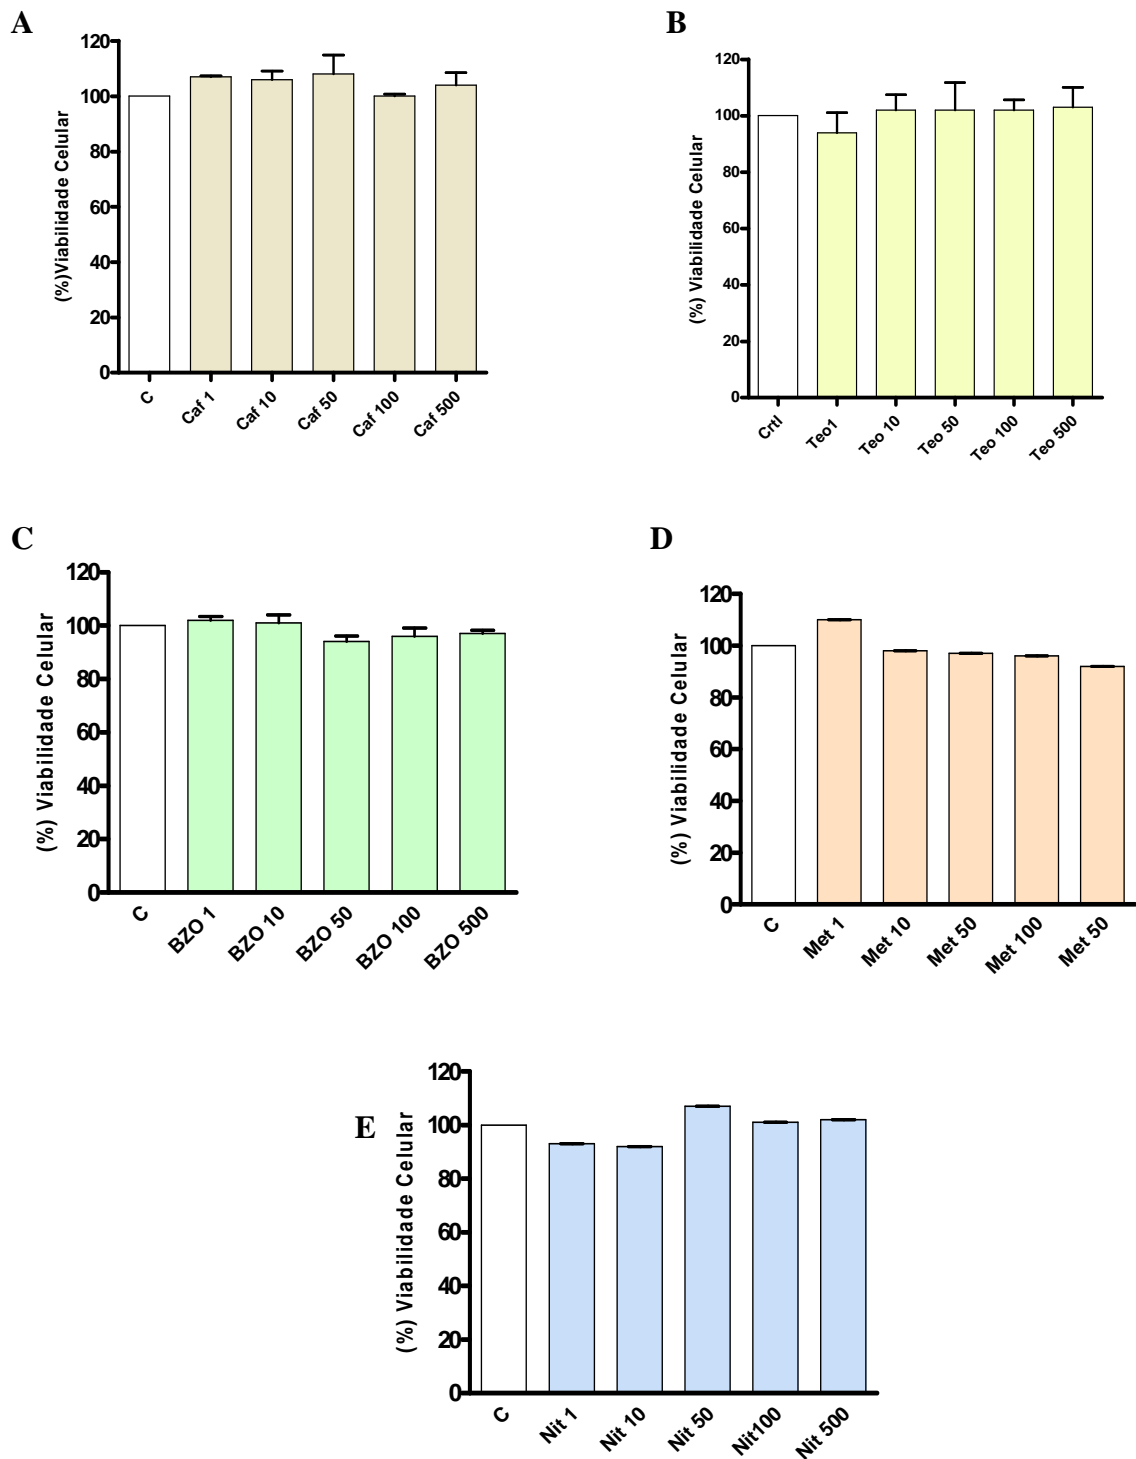 A
(%)Viabilidade Celular
120
100
80
60
40
20
0
C
Caf 1
Caf 10
Caf 50
Caf 100
Caf 500
B
(%) Viabilidade Celular
120
100
80
60
40
20
0
Crtl
Teo1
Teo 10
Teo 50
Teo 100
Teo 500
C
(%) Viabilidade Celular
120
100
80
60
40
20
0
C
BZO 1
BZO 10
BZO 50
BZO 100
BZO 500
D
(%) Viabilidade Celular
120
100
80
60
40
20
0
C
Met 1
Met 10
Met 50
Met 100
Met 50
E
(%) Viabilidade Celular
120
100
80
60
40
20
0
C
Nit 1
Nit 10
Nit 50
Nit100
Nit 500